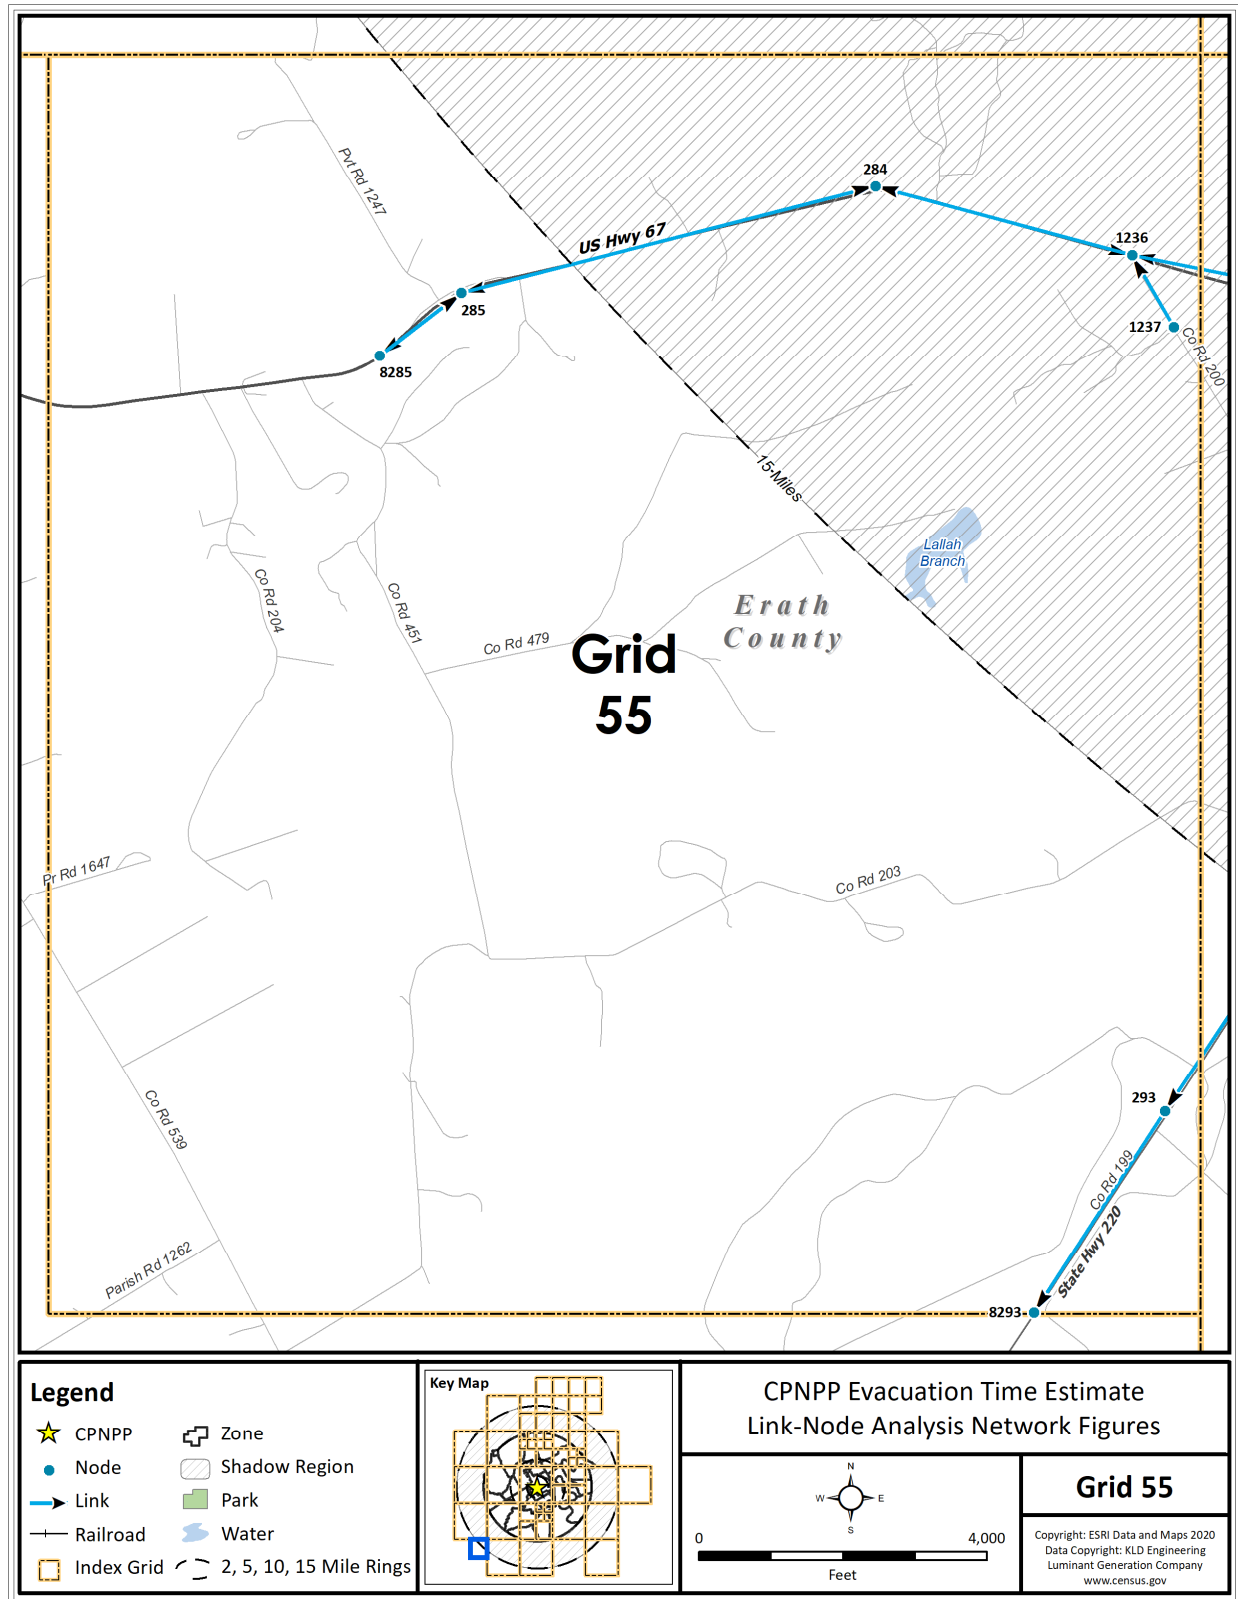 Pvt Rd 1247
284
US Hwy 67
1236
285
1237
Co Rd 200
8285
15-Miles
Lallah
Branch
Co Rd 204
Co Rd 451
Erath
County
Co Rd 479
Grid
55
Pr Rd 1647
Co Rd 203
Co Rd 539
293
Co Rd 199
State Hwy 220
Parish Rd 1262
8293
Legend
CPNPP
Zone
Node
Shadow Region
Link
Park
Railroad
Water
Index Grid
2, 5, 10, 15 Mile Rings
Key Map
CPNPP Evacuation Time Estimate
Link-Node Analysis Network Figures
N
W E
S
0 4,000
Feet
Grid 55
Copyright: ESRI Data and Maps 2020
Data Copyright: KLD Engineering
Luminant Generation Company
www.census.gov